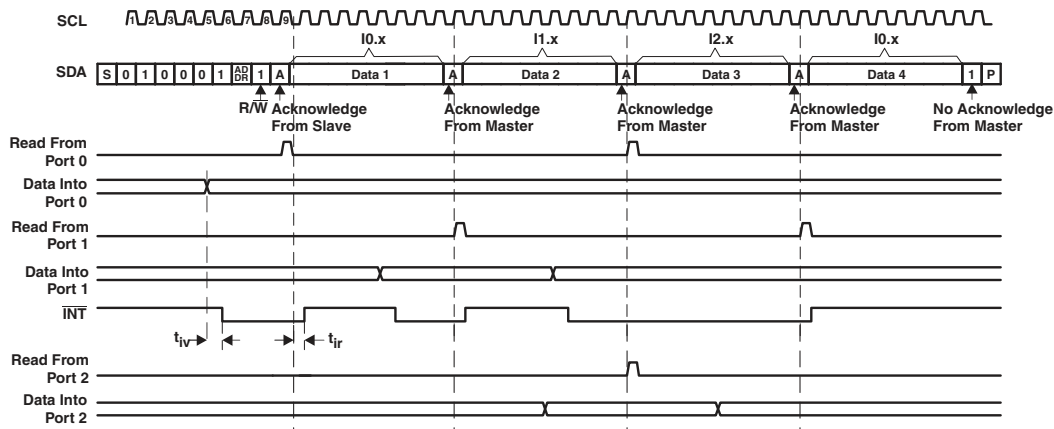 SCL 1 2 3 4 5 6 7 8 9
I0.x I1.x I2.x I0.x
SDA S 0 1 0 0 0 1 AD DR 1 A Data 1 A Data 2 A Data 3 A Data 4 1 P
R/W Acknowledge From Slave
Acknowledge From Master
Acknowledge From Master
Acknowledge From Master
No Acknowledge From Master
Read From
Port 0
Data Into
Port 0
Read From
Port 1
Data Into
Port 1
INT
tiv tir
Read From
Port 2
Data Into
Port 2